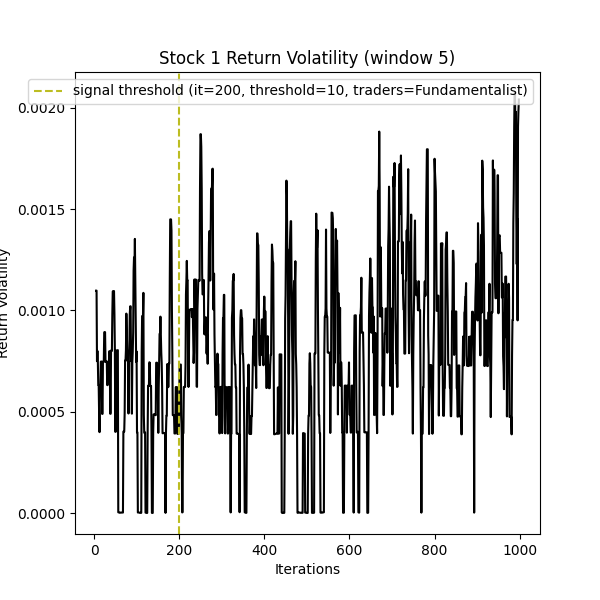 Stock 1 Return Volatility (window 5)
signal threshold (it=200, threshold=10, traders=Fundamentalist)
0.0020
0.0015
0.0010
0.0005
0.0000
Return Volatility
0 200 400 600 800 1000
Iterations